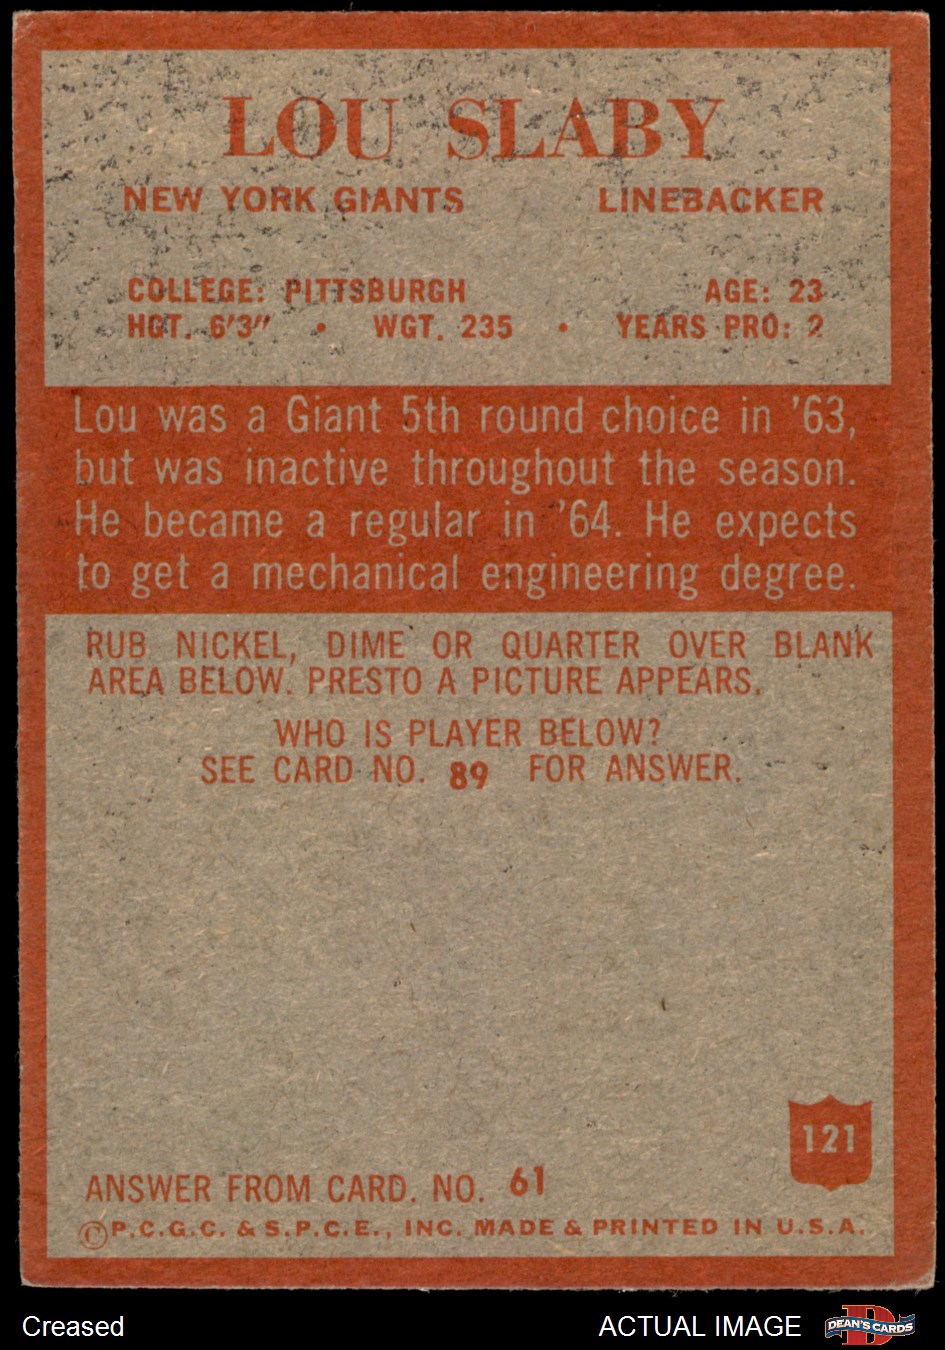 LOU SLABY
NEW YORK GIANTS LINEBACKER
COLLEGE: PITTSBURGH AGE: 23
HGT. 6'3" • WGT. 235 • YEARS PRO: 2
Lou was a Giant 5th round choice in '63,
but was inactive throughout the season.
He became a regular in '64. He expects
to get a mechanical engineering degree.
RUB NICKEL, DIME OR QUARTER OVER BLANK
AREA BELOW. PRESTO A PICTURE APPEARS.
WHO IS PLAYER BELOW?
SEE CARD NO. 89 FOR ANSWER.
121
ANSWER FROM CARD. NO. 61
©P.C.G.C. & S.P.C.E., INC. MADE & PRINTED IN U.S.A.
Creased ACTUAL IMAGE DEAN'S CARDS